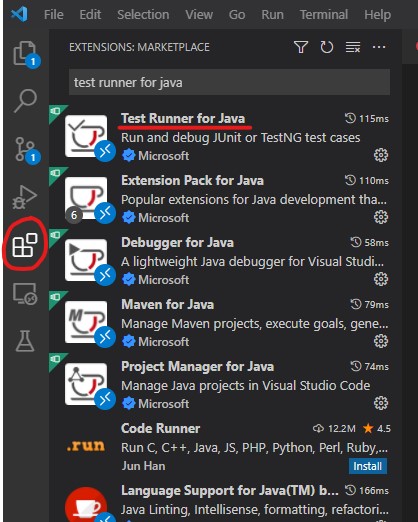 File Edit Selection View Go Run Terminal Help
EXTENSIONS: MARKETPLACE
test runner for java
Test Runner for Java 115ms
Run and debug JUnit or TestNG test cases
Microsoft
Extension Pack for Java 110ms
Popular extensions for Java development tha...
6 Microsoft
Debugger for Java 58ms
A lightweight Java debugger for Visual Studi...
Microsoft
Maven for Java 79ms
Manage Maven projects, execute goals, gene...
Microsoft
Project Manager for Java 74ms
Manage Java projects in Visual Studio Code
Microsoft
Code Runner 12.2M 4.5
.run Run C, C++, Java, JS, PHP, Python, Perl, Ruby,...
Jun Han Install
Language Support for Java(TM) b... 166ms
Java Linting, Intellisense, formatting, refactori...
1
1
M